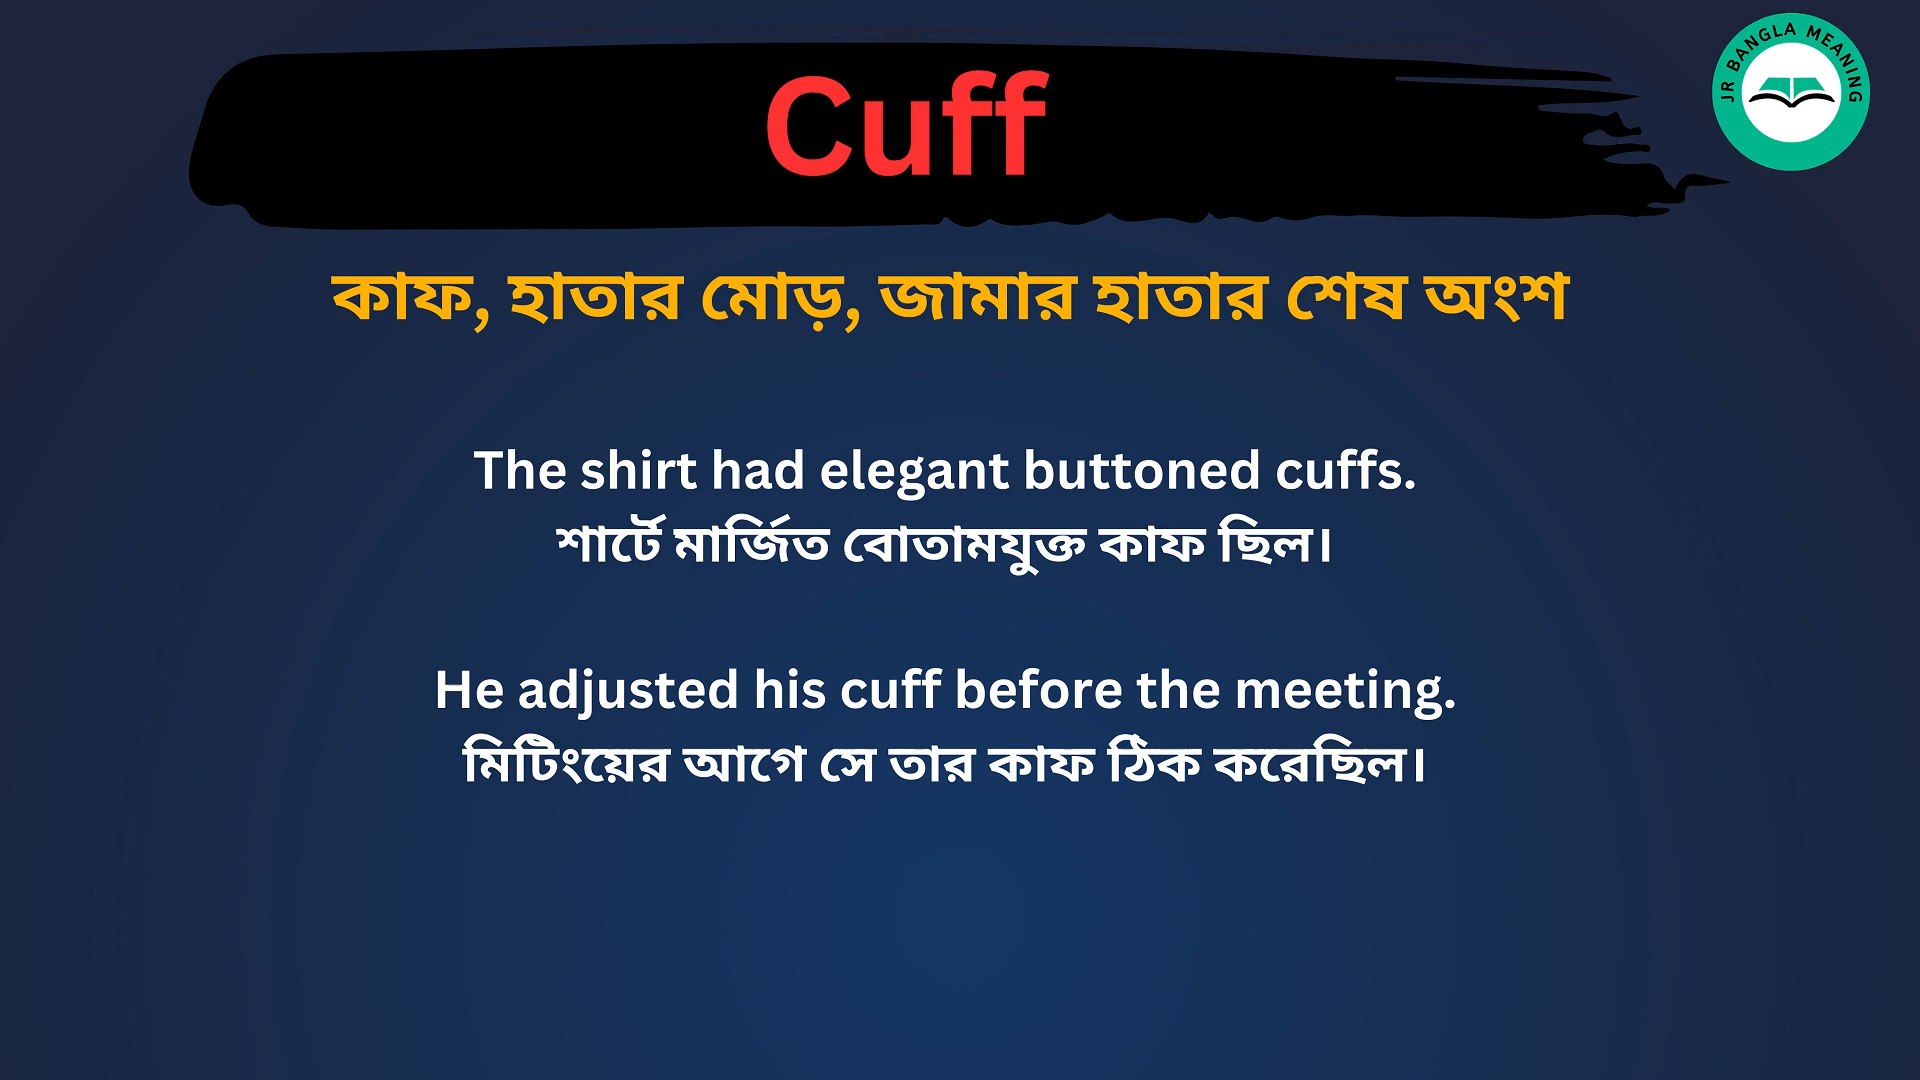 JR BANGLA MEANING
Cuff
কাফ, হাতার মোড়, জামার হাতার শেষ অংশ
The shirt had elegant buttoned cuffs.
শার্টে মার্জিত বোতামযুক্ত কাফ ছিল।
He adjusted his cuff before the meeting.
মিটিংয়ের আগে সে তার কাফ ঠিক করেছিল।